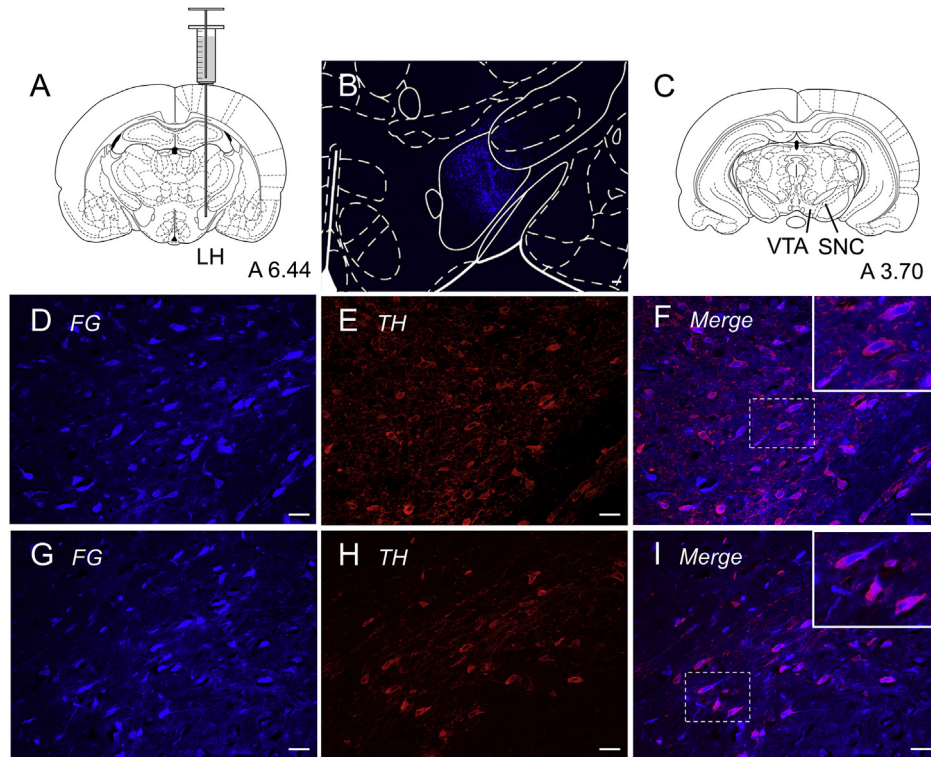 A
B
C
LH
A 6.44
VTA SNC
A 3.70
D FG
E TH
F Merge
G FG
H TH
I Merge